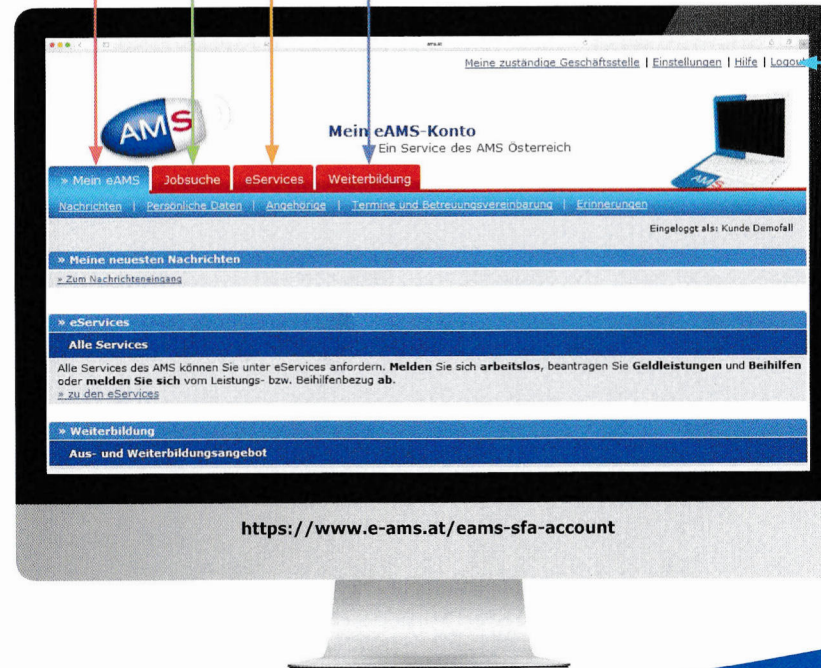 ams.at
Meine zuständige Geschäftsstelle | Einstellungen | Hilfe | Logout
AMS
Mein eAMS-Konto
Ein Service des AMS Österreich
AMS
» Mein eAMS Jobsuche eServices Weiterbildung
Nachrichten | Persönliche Daten | Angehörige | Termine und Betreuungsvereinbarung | Erinnerungen
Eingeloggt als: Kunde Demofall
» Meine neuesten Nachrichten
» Zum Nachrichteneingang
» eServices
Alle Services
Alle Services des AMS können Sie unter eServices anfordern. Melden Sie sich arbeitslos, beantragen Sie Geldleistungen und Beihilfen
oder melden Sie sich vom Leistungs- bzw. Beihilfenbezug ab.
» zu den eServices
» Weiterbildung
Aus- und Weiterbildungsangebot
https://www.e-ams.at/eams-sfa-account